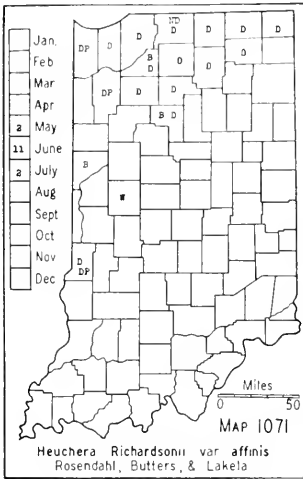 Jan.
Feb
Mar
Apr
2 May
11 June
2 July
Aug
Sept
Oct
Nov
Dec
ND
D D D D D
DP D
B D D D D
DP D D D D
B D
B
W
D
DP
Miles
0 50
MAP 1071
Heuchera Richardsonii var affinis
Rosendahl, Butters, & Lakela